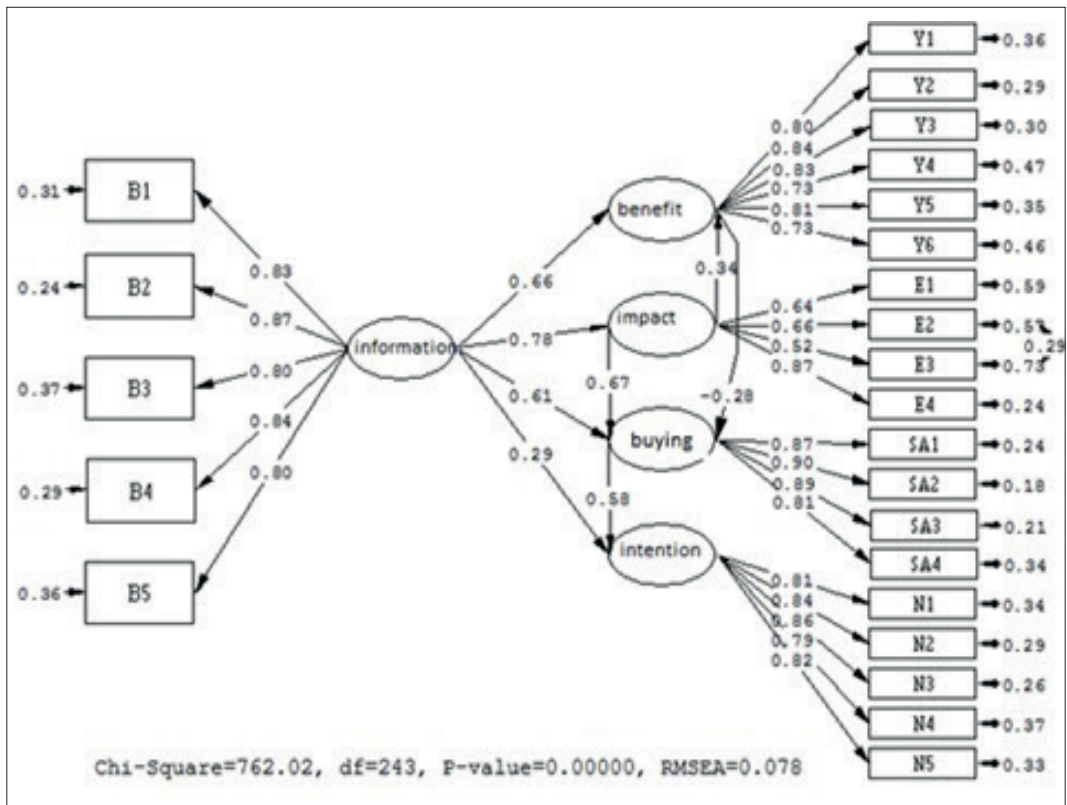 Y1
0.36
Y2
0.29
0.80
Y3
0.30
0.84
0.83
Y4
0.47
0.73
B1
0.31
benefit
0.81
Y5
0.35
0.73
Y6
0.46
0.83
0.34
0.66
E1
0.59
B2
0.24
0.64
0.87
impact
0.66
E2
0.57
information
0.78
0.52
0.29
0.80
E3
0.73
B3
0.37
0.67
0.87
0.61
-0.28
E4
0.24
0.84
buying
0.87
SA1
0.24
0.29
0.90
0.80
0.89
SA2
0.18
B4
0.29
0.58
0.81
SA3
0.21
intention
SA4
0.34
0.81
B5
0.36
0.84
N1
0.34
0.86
0.79
N2
0.29
0.82
N3
0.26
N4
0.37
N5
0.33
Chi-Square=762.02, df=243, P-value=0.00000, RMSEA=0.078